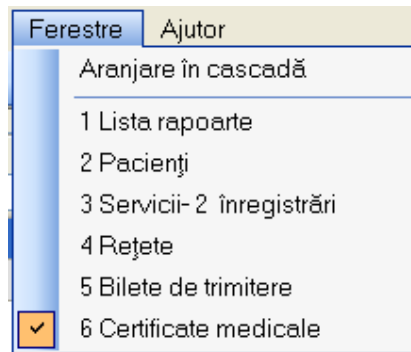 Ferestre Ajutor
Aranjare în cascadă
1 Lista rapoarte
2 Pacienţi
3 Servicii- 2 înregistrări
4 Reţete
5 Bilete de trimitere
6 Certificate medicale